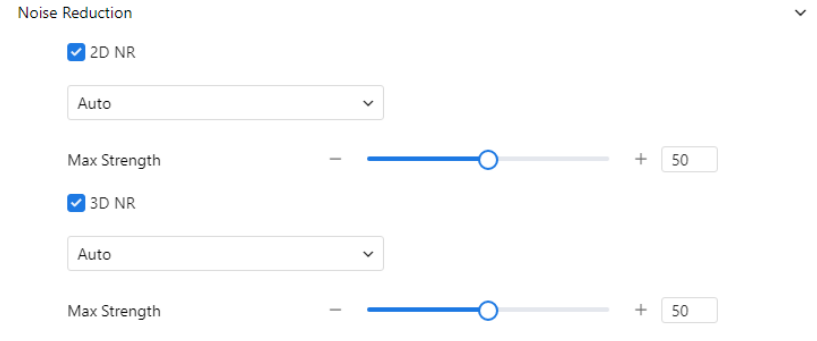 Noise Reduction
2D NR
Auto
Max Strength − + 50
3D NR
Auto
Max Strength − + 50